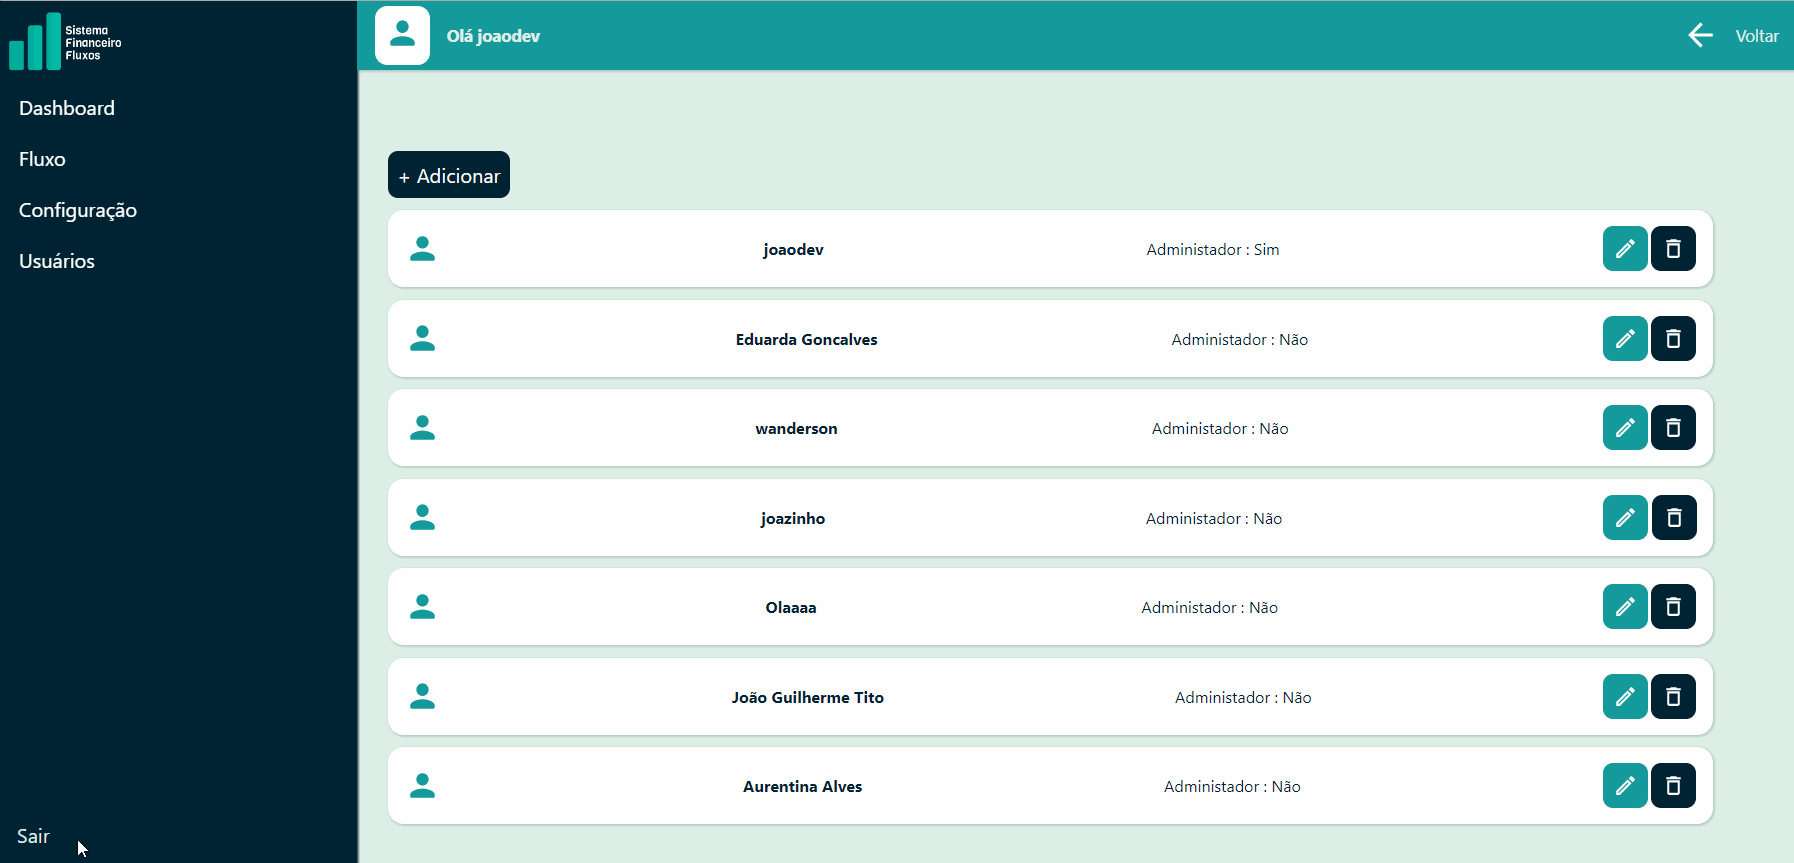 Sistema
Financeiro
Fluxos
Dashboard
Fluxo
Configuração
Usuários
Sair
Olá joaodev
Voltar
+ Adicionar
joaodev Administador : Sim
Eduarda Goncalves Administador : Não
wanderson Administador : Não
joazinho Administador : Não
Olaaaa Administador : Não
João Guilherme Tito Administador : Não
Aurentina Alves Administador : Não